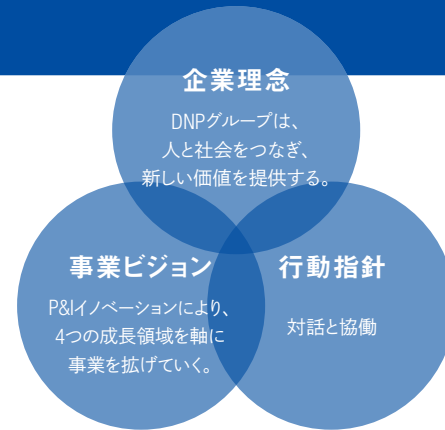 企業理念
DNPグループは、
人と社会をつなぎ、
新しい価値を提供する。
事業ビジョン
P&Iイノベーションにより、
4つの成長領域を軸に
事業を拡げていく。
行動指針
対話と協働